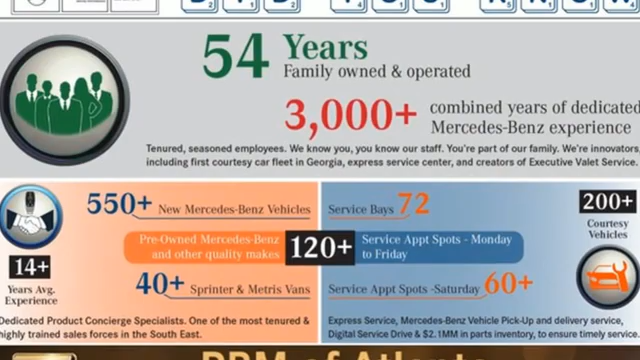 DID YOU KNOW
54 Years
Family owned & operated
3,000+ combined years of dedicated
Mercedes-Benz experience
Tenured, seasoned employees. We know you, you know our staff. You're part of our family. We're innovators,
including first courtesy car fleet in Georgia, express service center, and creators of Executive Valet Service.
14+
Years Avg.
Experience
550+ New Mercedes-Benz Vehicles
Pre-Owned Mercedes-Benz
and other quality makes
120+
40+ Sprinter & Metris Vans
Dedicated Product Concierge Specialists. One of the most tenured &
highly trained sales forces in the South East.
Service Bays 72
Service Appt Spots - Monday
to Friday
Service Appt Spots -Saturday 60+
200+
Courtesy
Vehicles
Express Service, Mercedes-Benz Vehicle Pick-Up and delivery service,
Digital Service Drive & $2.1MM in parts inventory, to ensure timely service.
of Atlanta